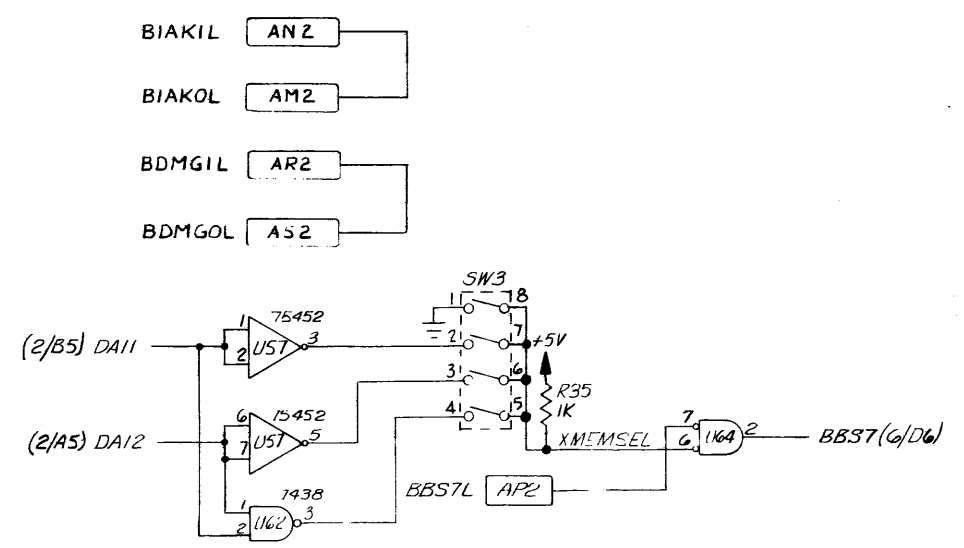 BIAKIL AN2
BIAKOL AM2
BDMGIL AR2
BDMGOL AS2
SW3
1 8
75452
(2/B5) DA11 1 2 U57 3
2 7
+5V
3 6
R35
1K
4 5
75452
(2/A5) DA12 6 7 U57 5
XMEMSEL 7 6 U64 2 BBS7 (6/D6)
BBS7L AP2
7438
1 2 U62 3